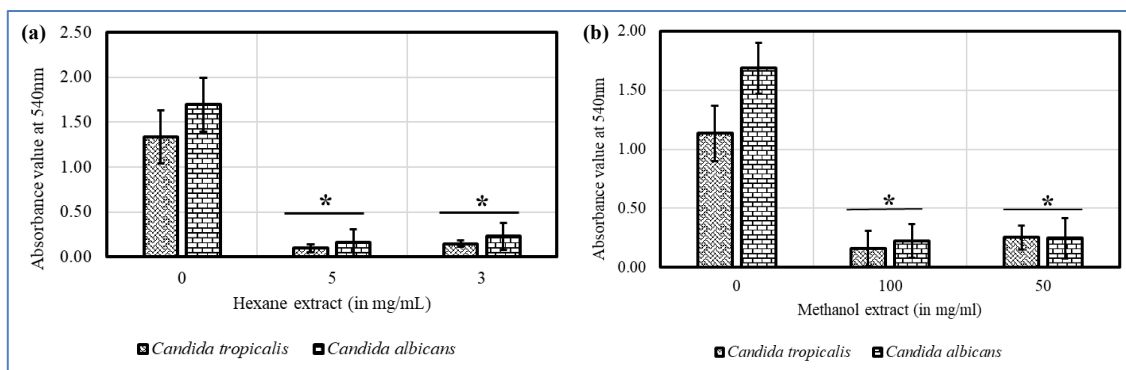 (a)
2.50
2.00
1.50
1.00
0.50
0.00
Absorbance value at 540nm
*
*
0 5 3
Hexane extract (in mg/mL)
Candida tropicalis Candida albicans
(b)
2.00
1.50
1.00
0.50
0.00
Absorbance value at 540nm
*
*
0 100 50
Methanol extract (in mg/ml)
Candida tropicalis Candida albicans